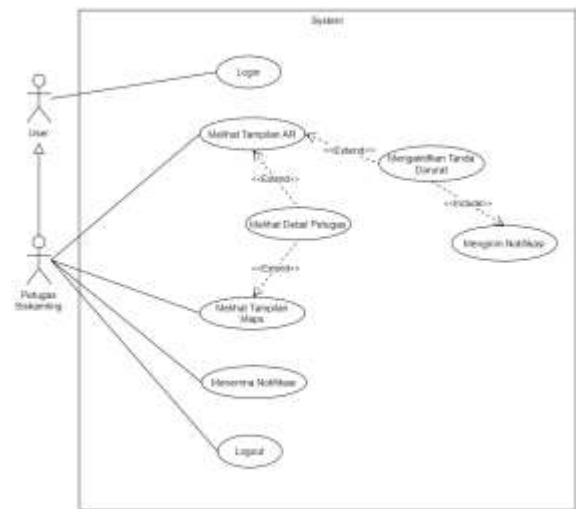 System
Login
User
Melihat Tampilan AR
<<Extend>>
Mengaktifkan Tanda
Darurat
<<Extend>>
<<Include>>
Melihat Detail Petugas
Mengirim Notifikasi
<<Extend>>
Petugas
Siskamling
Melihat Tampilan
Maps
Menerima Notifikasi
Logout